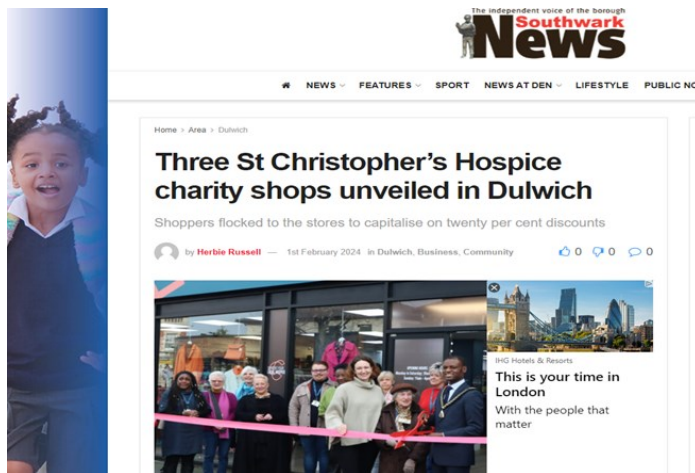 The independent voice of the borough
Southwark
News
NEWS FEATURES SPORT NEWS AT DEN LIFESTYLE PUBLIC NO
Home > Area > Dulwich
Three St Christopher's Hospice
charity shops unveiled in Dulwich
Shoppers flocked to the stores to capitalise on twenty per cent discounts
by Herbie Russell — 1st February 2024 in Dulwich, Business, Community 0 0 0
IHG Hotels & Resorts
This is your time in
London
With the people that
matter